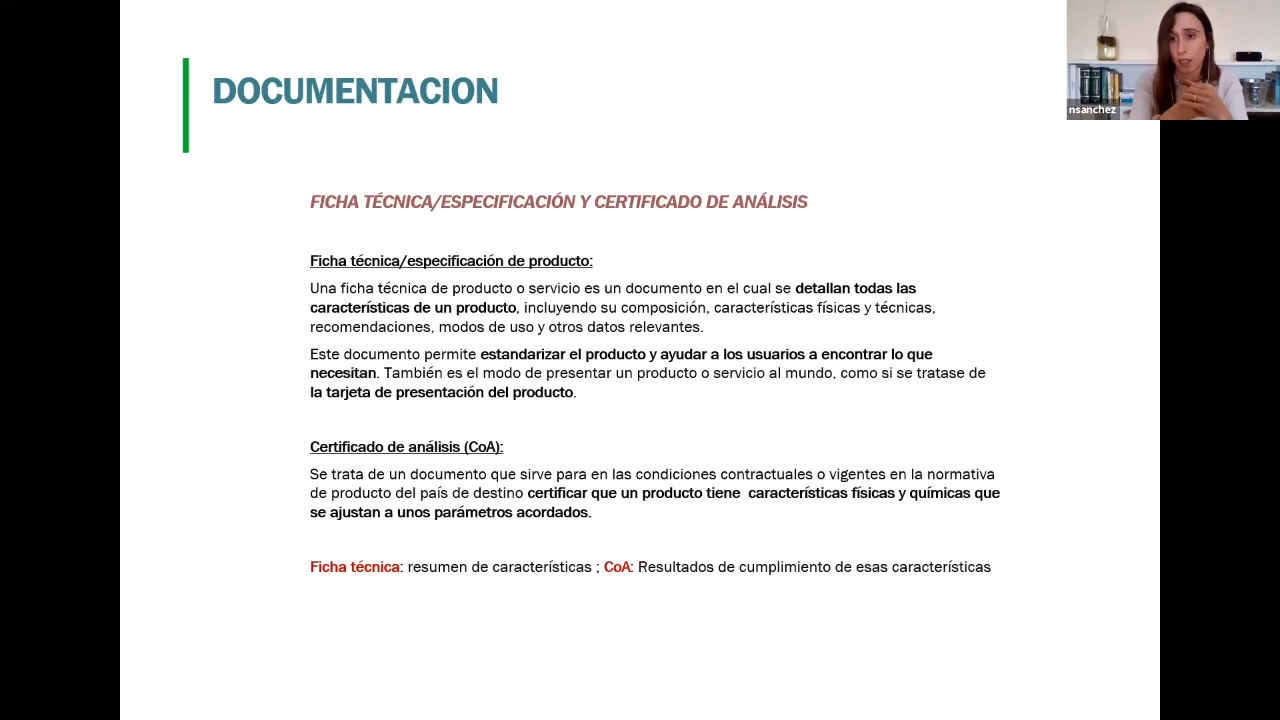 DOCUMENTACION
nsanchez
FICHA TÉCNICA/ESPECIFICACIÓN Y CERTIFICADO DE ANÁLISIS
Ficha técnica/especificación de producto:
Una ficha técnica de producto o servicio es un documento en el cual se detallan todas las
características de un producto, incluyendo su composición, características físicas y técnicas,
recomendaciones, modos de uso y otros datos relevantes.
Este documento permite estandarizar el producto y ayudar a los usuarios a encontrar lo que
necesitan. También es el modo de presentar un producto o servicio al mundo, como si se tratase de
la tarjeta de presentación del producto.
Certificado de análisis (CoA):
Se trata de un documento que sirve para en las condiciones contractuales o vigentes en la normativa
de producto del país de destino certificar que un producto tiene  características físicas y químicas que
se ajustan a unos parámetros acordados.
Ficha técnica: resumen de características ; CoA: Resultados de cumplimiento de esas características